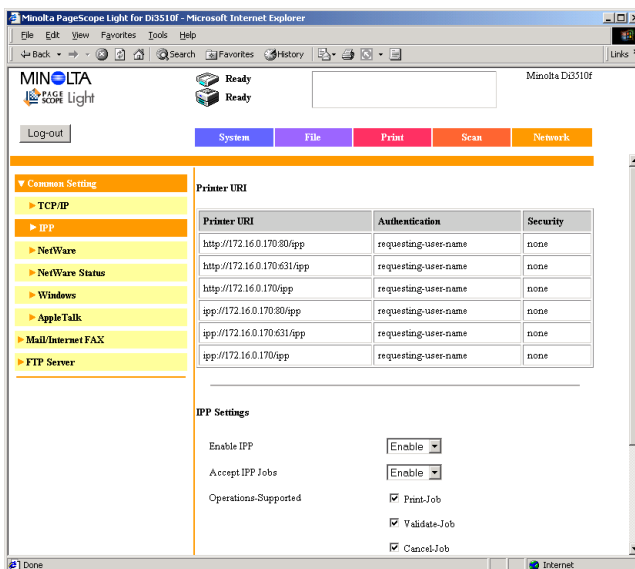 Minolta PageScope Light for Di3510f - Microsoft Internet Explorer
File Edit View Favorites Tools Help
Back Search Favorites History Links
MINOLTA
PAGE SCOPE Light
Ready
Ready
Minolta Di3510f
Log-out
System File Print Scan Network
Common Setting
TCP/IP
IPP
NetWare
NetWare Status
Windows
AppleTalk
Mail/Internet FAX
FTP Server
Printer URI
Printer URI Authentication Security
http://172.16.0.170:80/ipp requesting-user-name none
http://172.16.0.170:631/ipp requesting-user-name none
http://172.16.0.170/ipp requesting-user-name none
ipp://172.16.0.170:80/ipp requesting-user-name none
ipp://172.16.0.170:631/ipp requesting-user-name none
ipp://172.16.0.170/ipp requesting-user-name none
IPP Settings
Enable IPP Enable
Accept IPP Jobs Enable
Operations-Supported Print-Job
Validate-Job
Cancel-Job
Done Internet